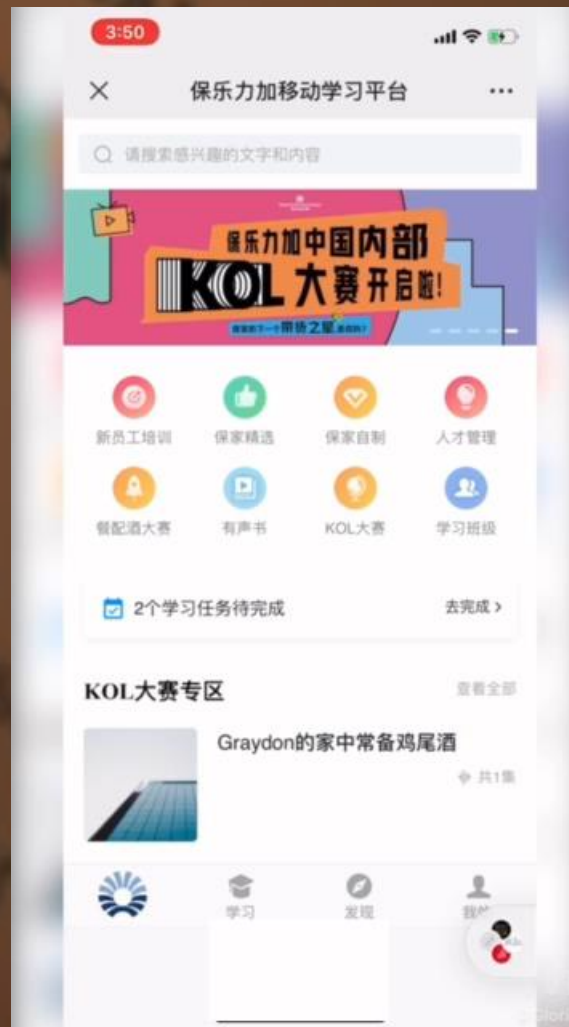 3:50
保乐力加移动学习平台
请搜索感兴趣的文字和内容
保乐力加中国内部
KOL大赛开启啦！
新员工培训
保家精选
保家自制
人才管理
餐配酒大赛
有声书
KOL大赛
学习班级
2个学习任务待完成
去完成
KOL大赛专区
查看全部
Graydon的家中常备鸡尾酒
共1集
学习
发现